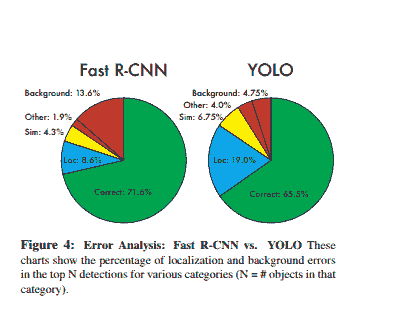 Fast R-CNN
YOLO
Background: 13.6%
Other: 1.9%
Sim: 4.3%
Loc: 8.6%
Correct: 71.6%
Background: 4.75%
Other: 4.0%
Sim: 6.75%
Loc: 19.0%
Correct: 65.5%
Figure 4: Error Analysis: Fast R-CNN vs. YOLO These
charts show the percentage of localization and background errors
in the top N detections for various categories (N = # objects in that
category).